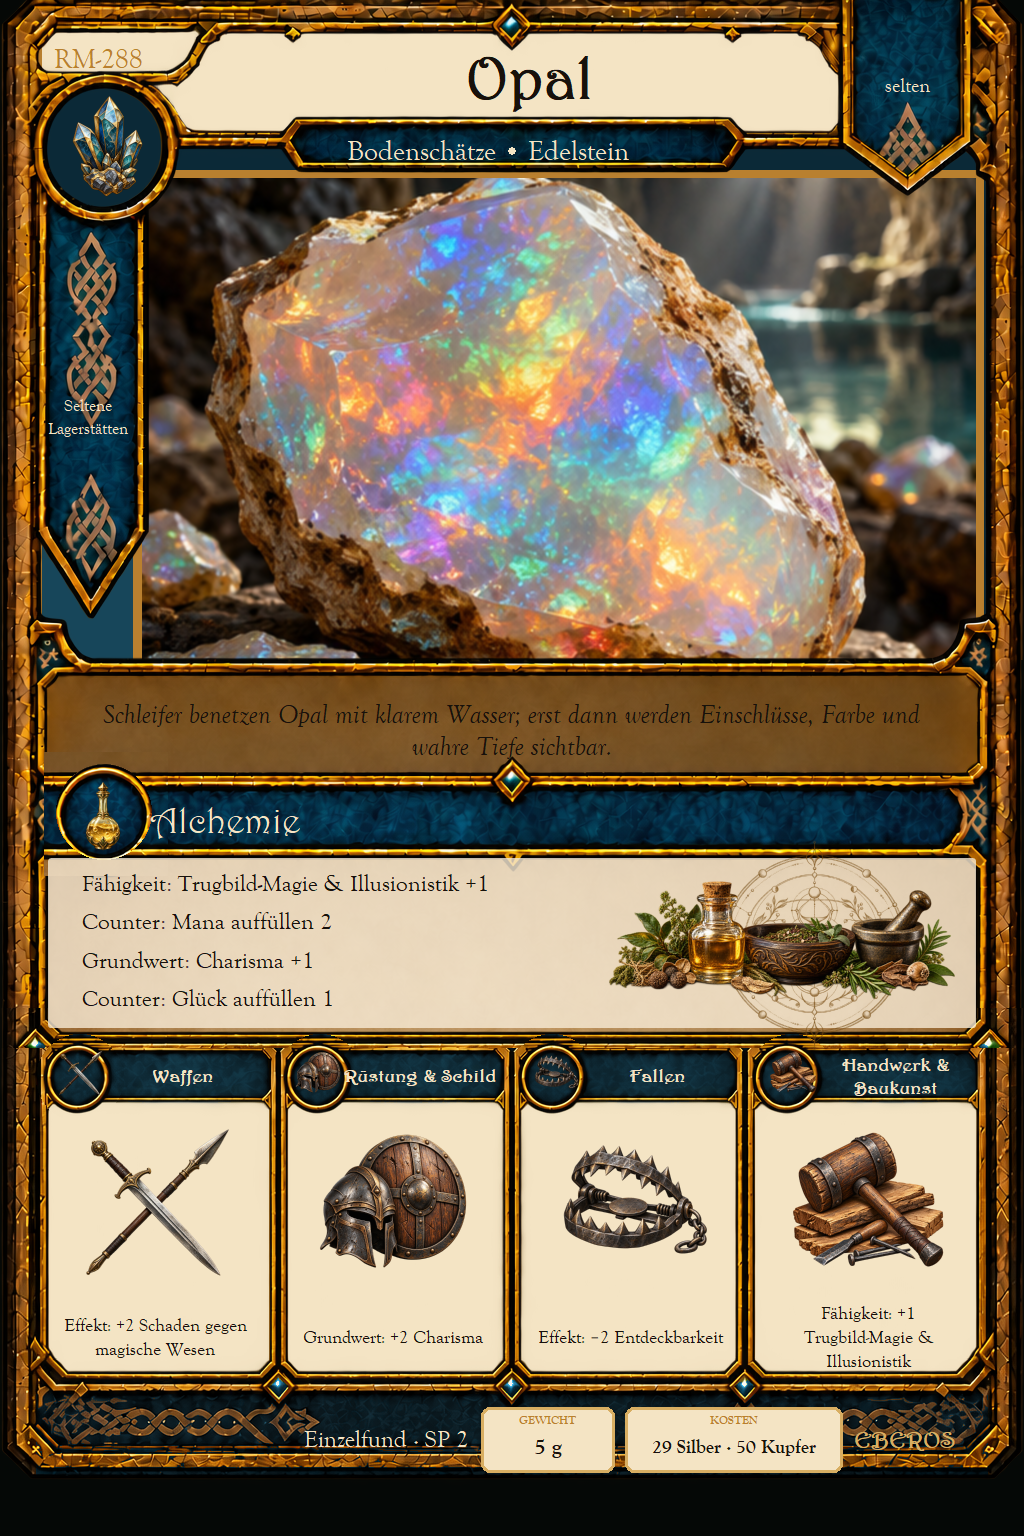 RM-288
Opal
selten
Bodenschätze • Edelstein
Seltene
Lagerstätten
Schleifer benetzen Opal mit klarem Wasser; erst dann werden Einschlüsse, Farbe und
wahre Tiefe sichtbar.
Alchemie
Fähigkeit: Trugbild-Magie & Illusionistik +1
Counter: Mana auffüllen 2
Grundwert: Charisma +1
Counter: Glück auffüllen 1
Waffen
Rüstung & Schild
Fallen
Handwerk &
Baukunst
Effekt: +2 Schaden gegen
magische Wesen
Grundwert: +2 Charisma
Effekt: −2 Entdeckbarkeit
Fähigkeit: +1
Trugbild-Magie &
Illusionistik
Einzelfund · SP 2
GEWICHT
5 g
KOSTEN
29 Silber · 50 Kupfer
EBEROS